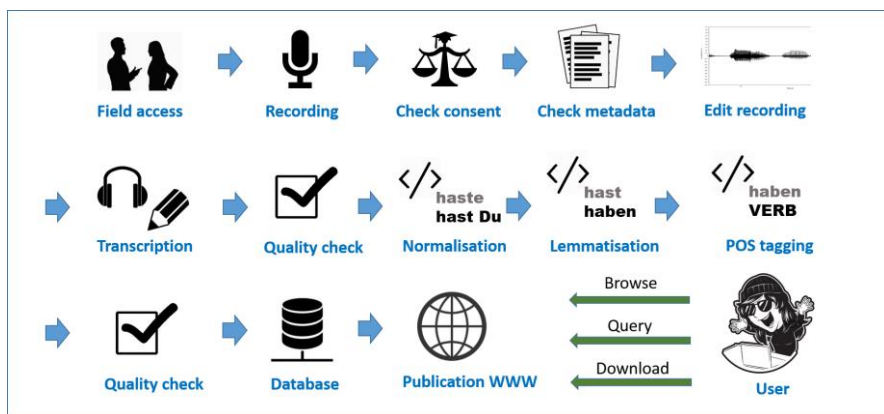 Field access
Recording
Check consent
Check metadata
Edit recording
</>
haste
hast Du
</>
hast
haben
</>
haben
VERB
Transcription
Quality check
Normalisation
Lemmatisation
POS tagging
Browse
Query
Download
Quality check
Database
Publication WWW
User